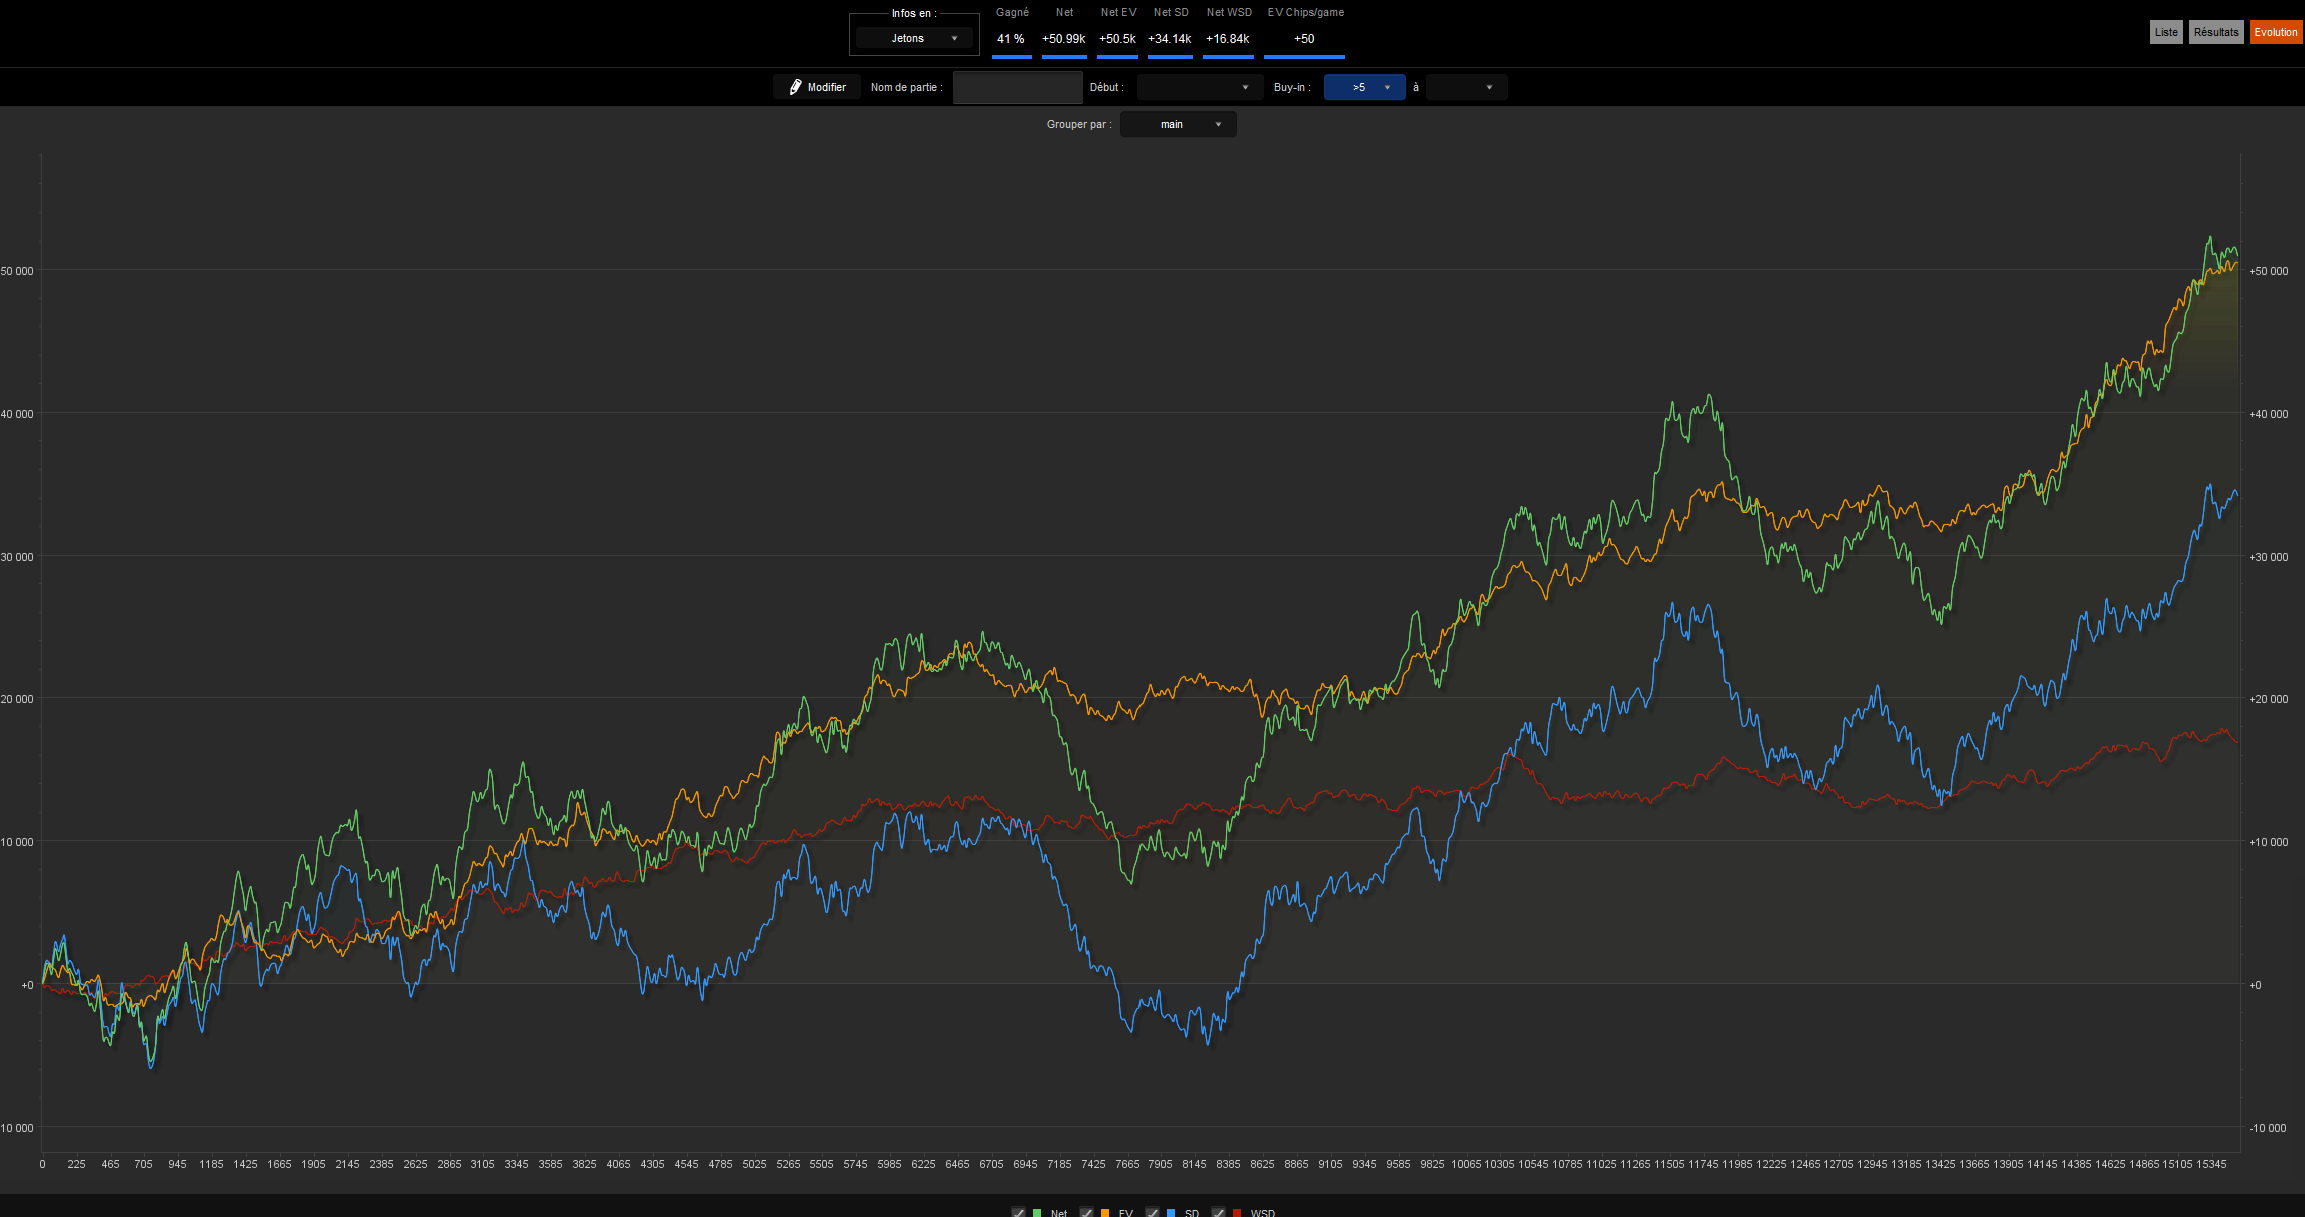 Infos en :
Jetons
Gagné Net Net EV Net SD Net WSD EV Chips/game
41 % +50.99k +50.5k +34.14k +16.84k +50
Liste Résultats Evolution
Modifier Nom de partie : Début : Buy-in : >5 à
Grouper par : main
50 000 +50 000
40 000 +40 000
30 000 +30 000
20 000 +20 000
10 000 +10 000
+0 +0
10 000 -10 000
0 225 465 705 945 1185 1425 1665 1905 2145 2385 2625 2865 3105 3345 3585 3825 4065 4305 4545 4785 5025 5265 5505 5745 5985 6225 6465 6705 6945 7185 7425 7665 7905 8145 8385 8625 8865 9105 9345 9585 9825 10065 10305 10545 10785 11025 11265 11505 11745 11985 12225 12465 12705 12945 13185 13425 13665 13905 14145 14385 14625 14865 15105 15345
Net EV SD WSD